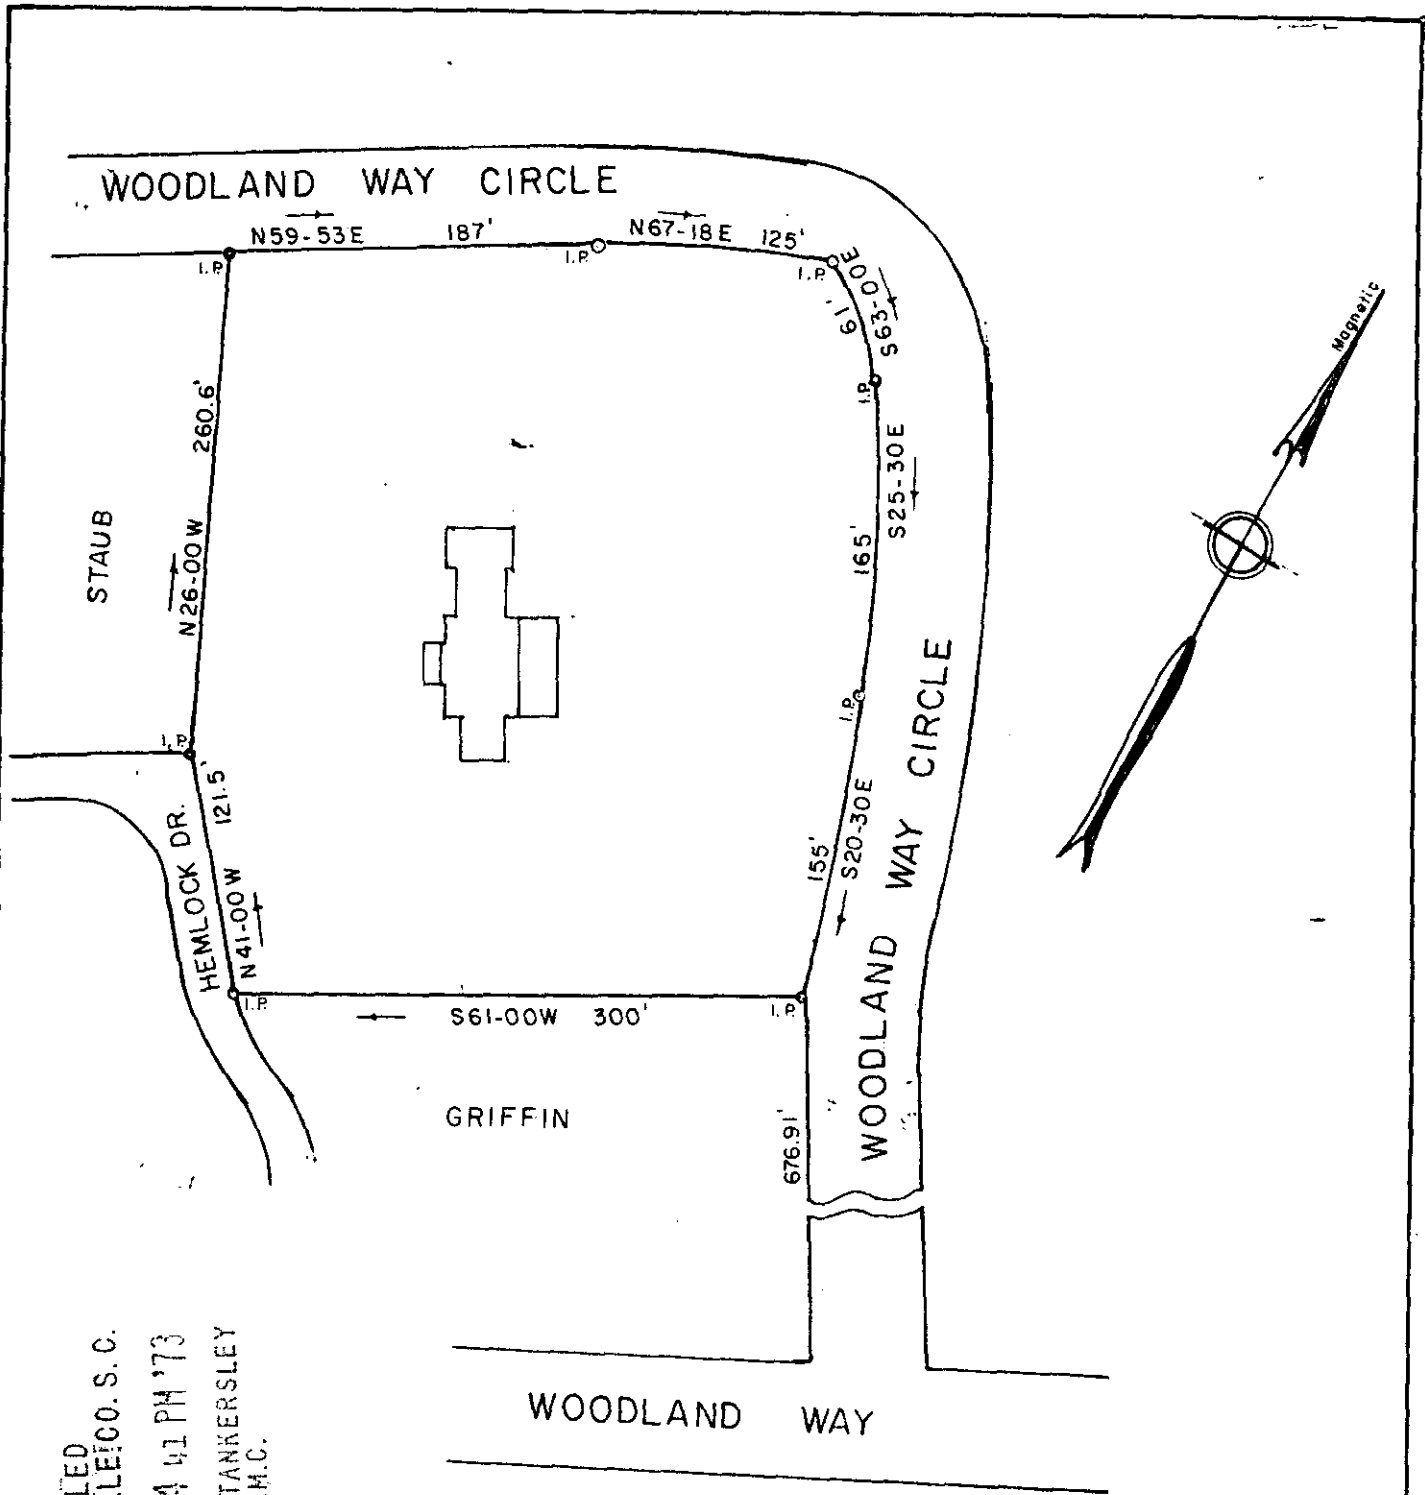 WOODLAND WAY CIRCLE
N59-53E 187' N67-18E 125'
I.P. I.P. I.P.
S63-00E
61'
I.P.
Magnetic
260.6'
N26-00W
STAUB
S25-30E
165'
I.P.
I.P.
121.5'
HEMLOCK DR.
N41-00W
S20-30E
155'
WOODLAND WAY CIRCLE
I.P. I.P.
S61-00W 300'
GRIFFIN
676.91'
WOODLAND WAY
CO. S. C.
41 PM '73
TANKERSLEY
M.C.